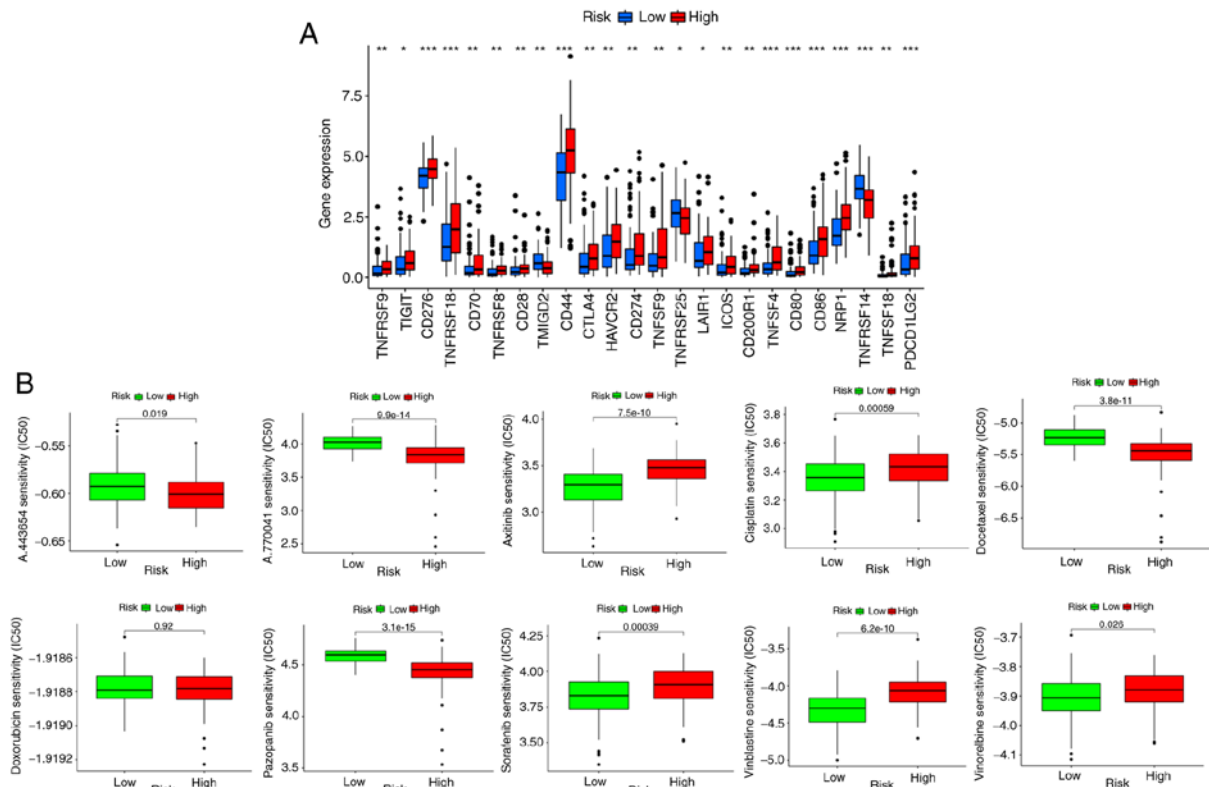 Risk Low High
A
** * *** *** ** ** ** ** *** ** ** ** ** * * ** ** *** *** *** *** ** ***
Gene expression
7.5
5.0
2.5
0.0
TNFRSF9 TIGIT CD276 TNFRSF18 CD70 TNFRSF8 CD28 TMIGD2 CD44 CTLA4 HAVCR2 CD274 TNFSF9 TNFRSF25 LAIR1 ICOS CD200R1 TNFSF4 CD80 CD86 NRP1 TNFRSF14 TNFSF18 PDCD1LG2
B
Risk Low High
0.019
A.443654 sensitivity (IC50)
−0.55
−0.60
−0.65
Low High
Risk
Risk Low High
9.9e-14
A.770041 sensitivity (IC50)
4.0
3.5
3.0
2.5
Low High
Risk
Risk Low High
7.5e-10
Axitinib sensitivity (IC50)
4.0
3.5
3.0
Low High
Risk
Risk Low High
0.00059
Cisplatin sensitivity (IC50)
3.8
3.6
3.4
3.2
3.0
Low High
Risk
Risk Low High
3.8e-11
Docetaxel sensitivity (IC50)
−5.0
−5.5
−6.0
−6.5
Low High
Risk
Risk Low High
0.92
Doxorubicin sensitivity (IC50)
−1.9186
−1.9188
−1.9190
−1.9192
Low High
Risk
Risk Low High
3.1e-15
Pazopanib sensitivity (IC50)
4.5
4.0
3.5
Low High
Risk
Risk Low High
0.00039
Sorafenib sensitivity (IC50)
4.25
4.00
3.75
3.50
Low High
Risk
Risk Low High
6.2e-10
Vinblastine sensitivity (IC50)
−3.5
−4.0
−4.5
−5.0
Low High
Risk
Risk Low High
0.026
Vinorelbine sensitivity (IC50)
−3.7
−3.8
−3.9
−4.0
−4.1
Low High
Risk